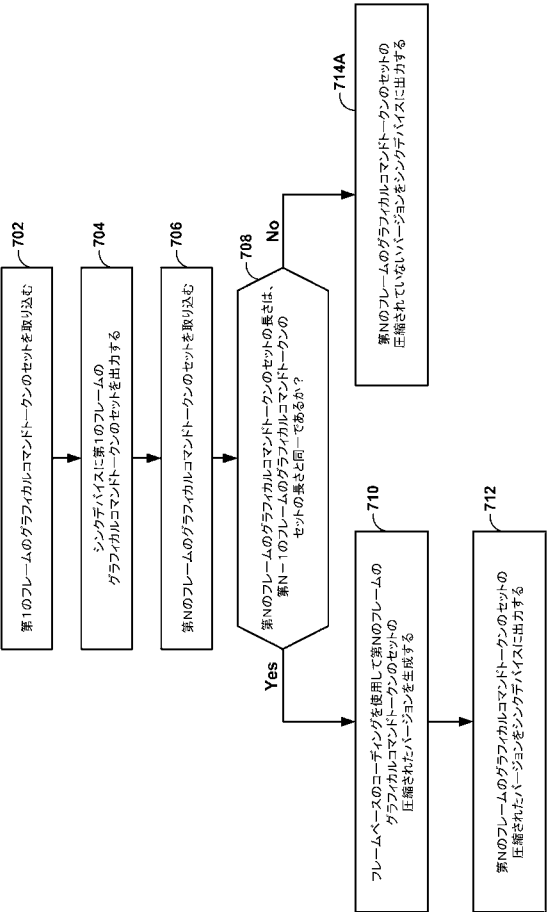 702
第1のフレームのグラフィカルコマンドトークンのセットを取り込む
704
シンクデバイスに第1のフレームの
グラフィカルコマンドトークンのセットを出力する
706
第Nのフレームのグラフィカルコマンドトークンのセットを取り込む
708
第Nのフレームのグラフィカルコマンドトークンのセットの長さは、
第N−1のフレームのグラフィカルコマンドトークンの
セットの長さと同一であるか?
Yes
No
710
フレームベースのコーディングを使用して第Nのフレームの
グラフィカルコマンドトークンのセットの
圧縮されたバージョンを生成する
712
第Nのフレームのグラフィカルコマンドトークンのセットの
圧縮されたバージョンをシンクデバイスに出力する
714A
第Nのフレームのグラフィカルコマンドトークンのセットの
圧縮されていないバージョンをシンクデバイスに出力する